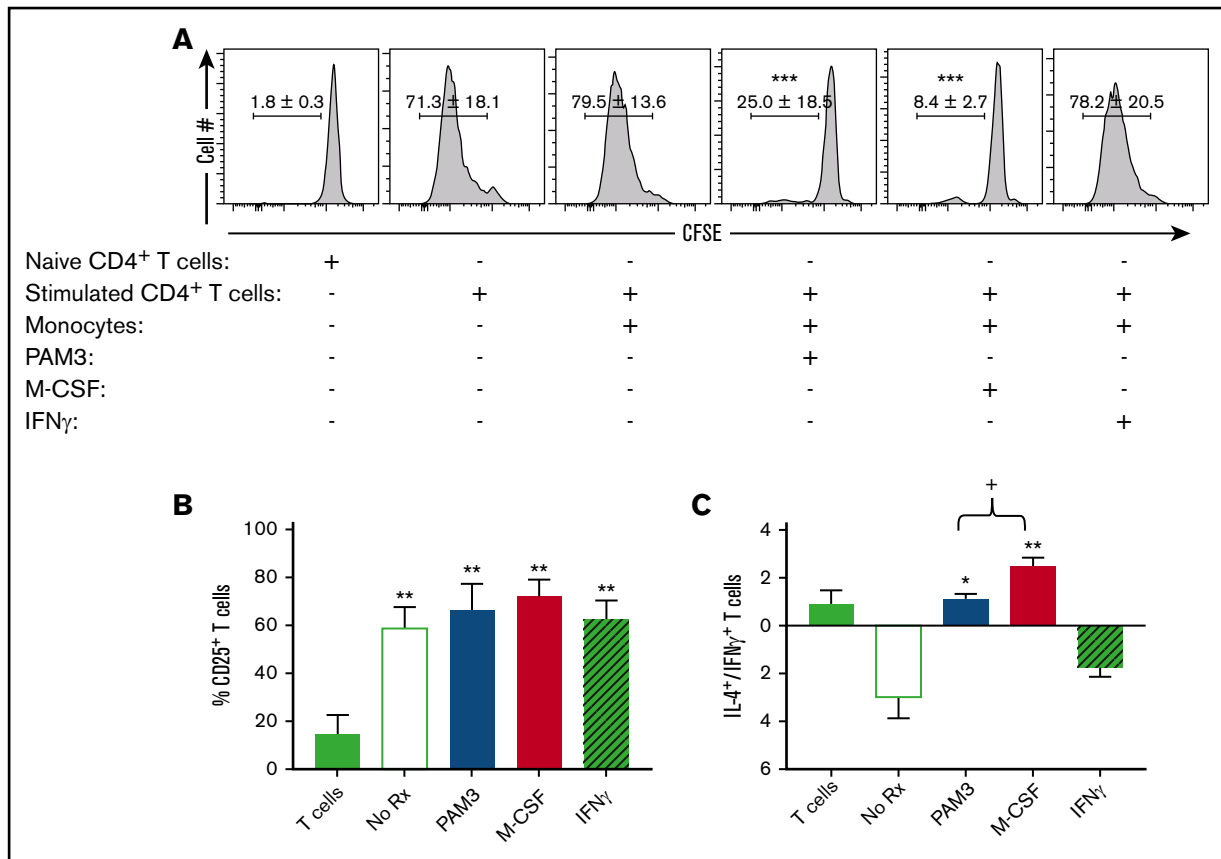 A
1.8 ± 0.3 71.3 ± 18.1 79.5 ± 13.6 *** 25.0 ± 18.5 *** 8.4 ± 2.7 78.2 ± 20.5
Cell #
CFSE
Naive CD4+ T cells: + - - - - -
Stimulated CD4+ T cells: - + + + + +
Monocytes: - - + + + +
PAM3: - - - + - -
M-CSF: - - - - + -
IFNγ: - - - - - +
B
% CD25+ T cells
100
80
60
40
20
0
** ** ** **
T cells No Rx PAM3 M-CSF IFNγ
C
IL-4+/IFNγ+ T cells
+
4
2
0
2
4
6
* **
T cells No Rx PAM3 M-CSF IFNγ